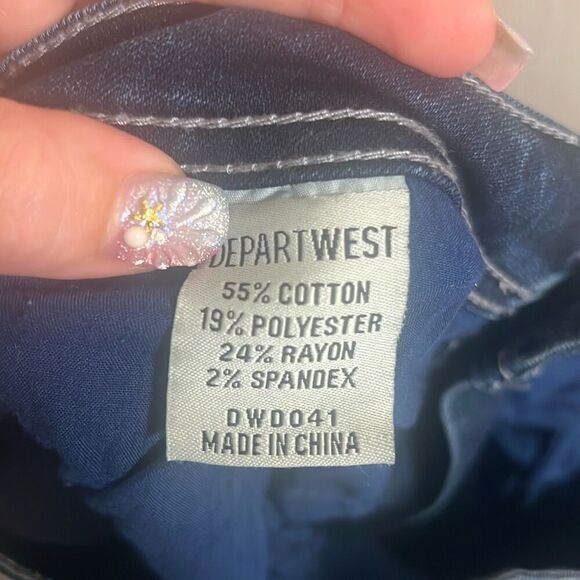 DEPARTWEST
55% COTTON
19% POLYESTER
24% RAYON
2% SPANDEX
DWD041
MADE IN CHINA